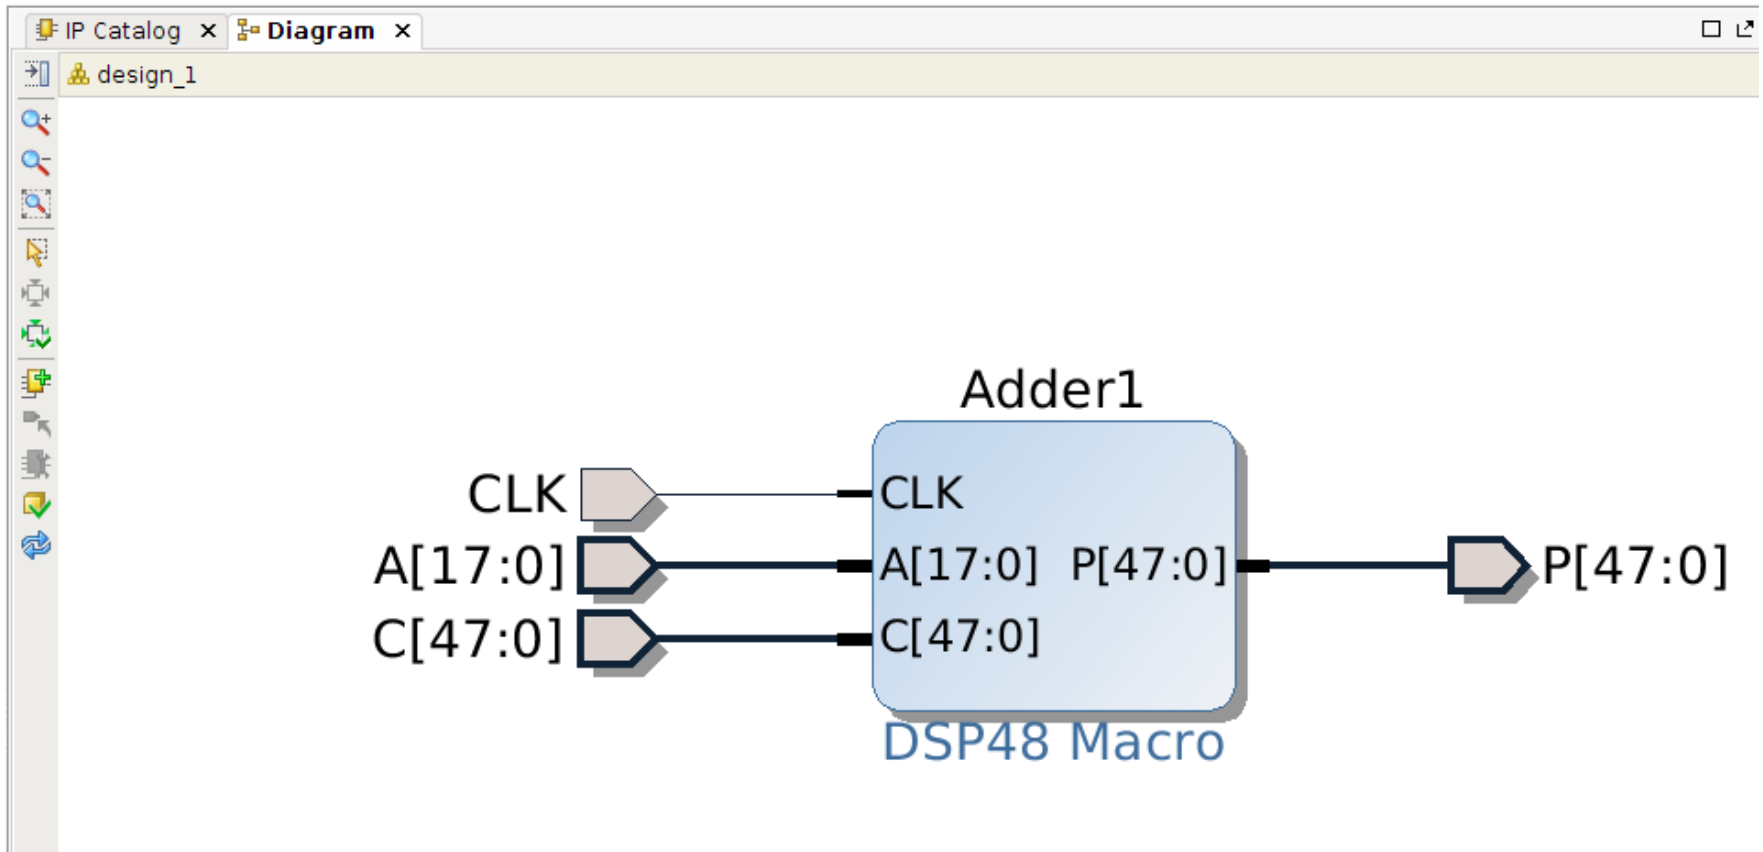 IP Catalog × Diagram ×
design_1
Adder1
CLK CLK
A[17:0] A[17:0] P[47:0] P[47:0]
C[47:0] C[47:0]
DSP48 Macro